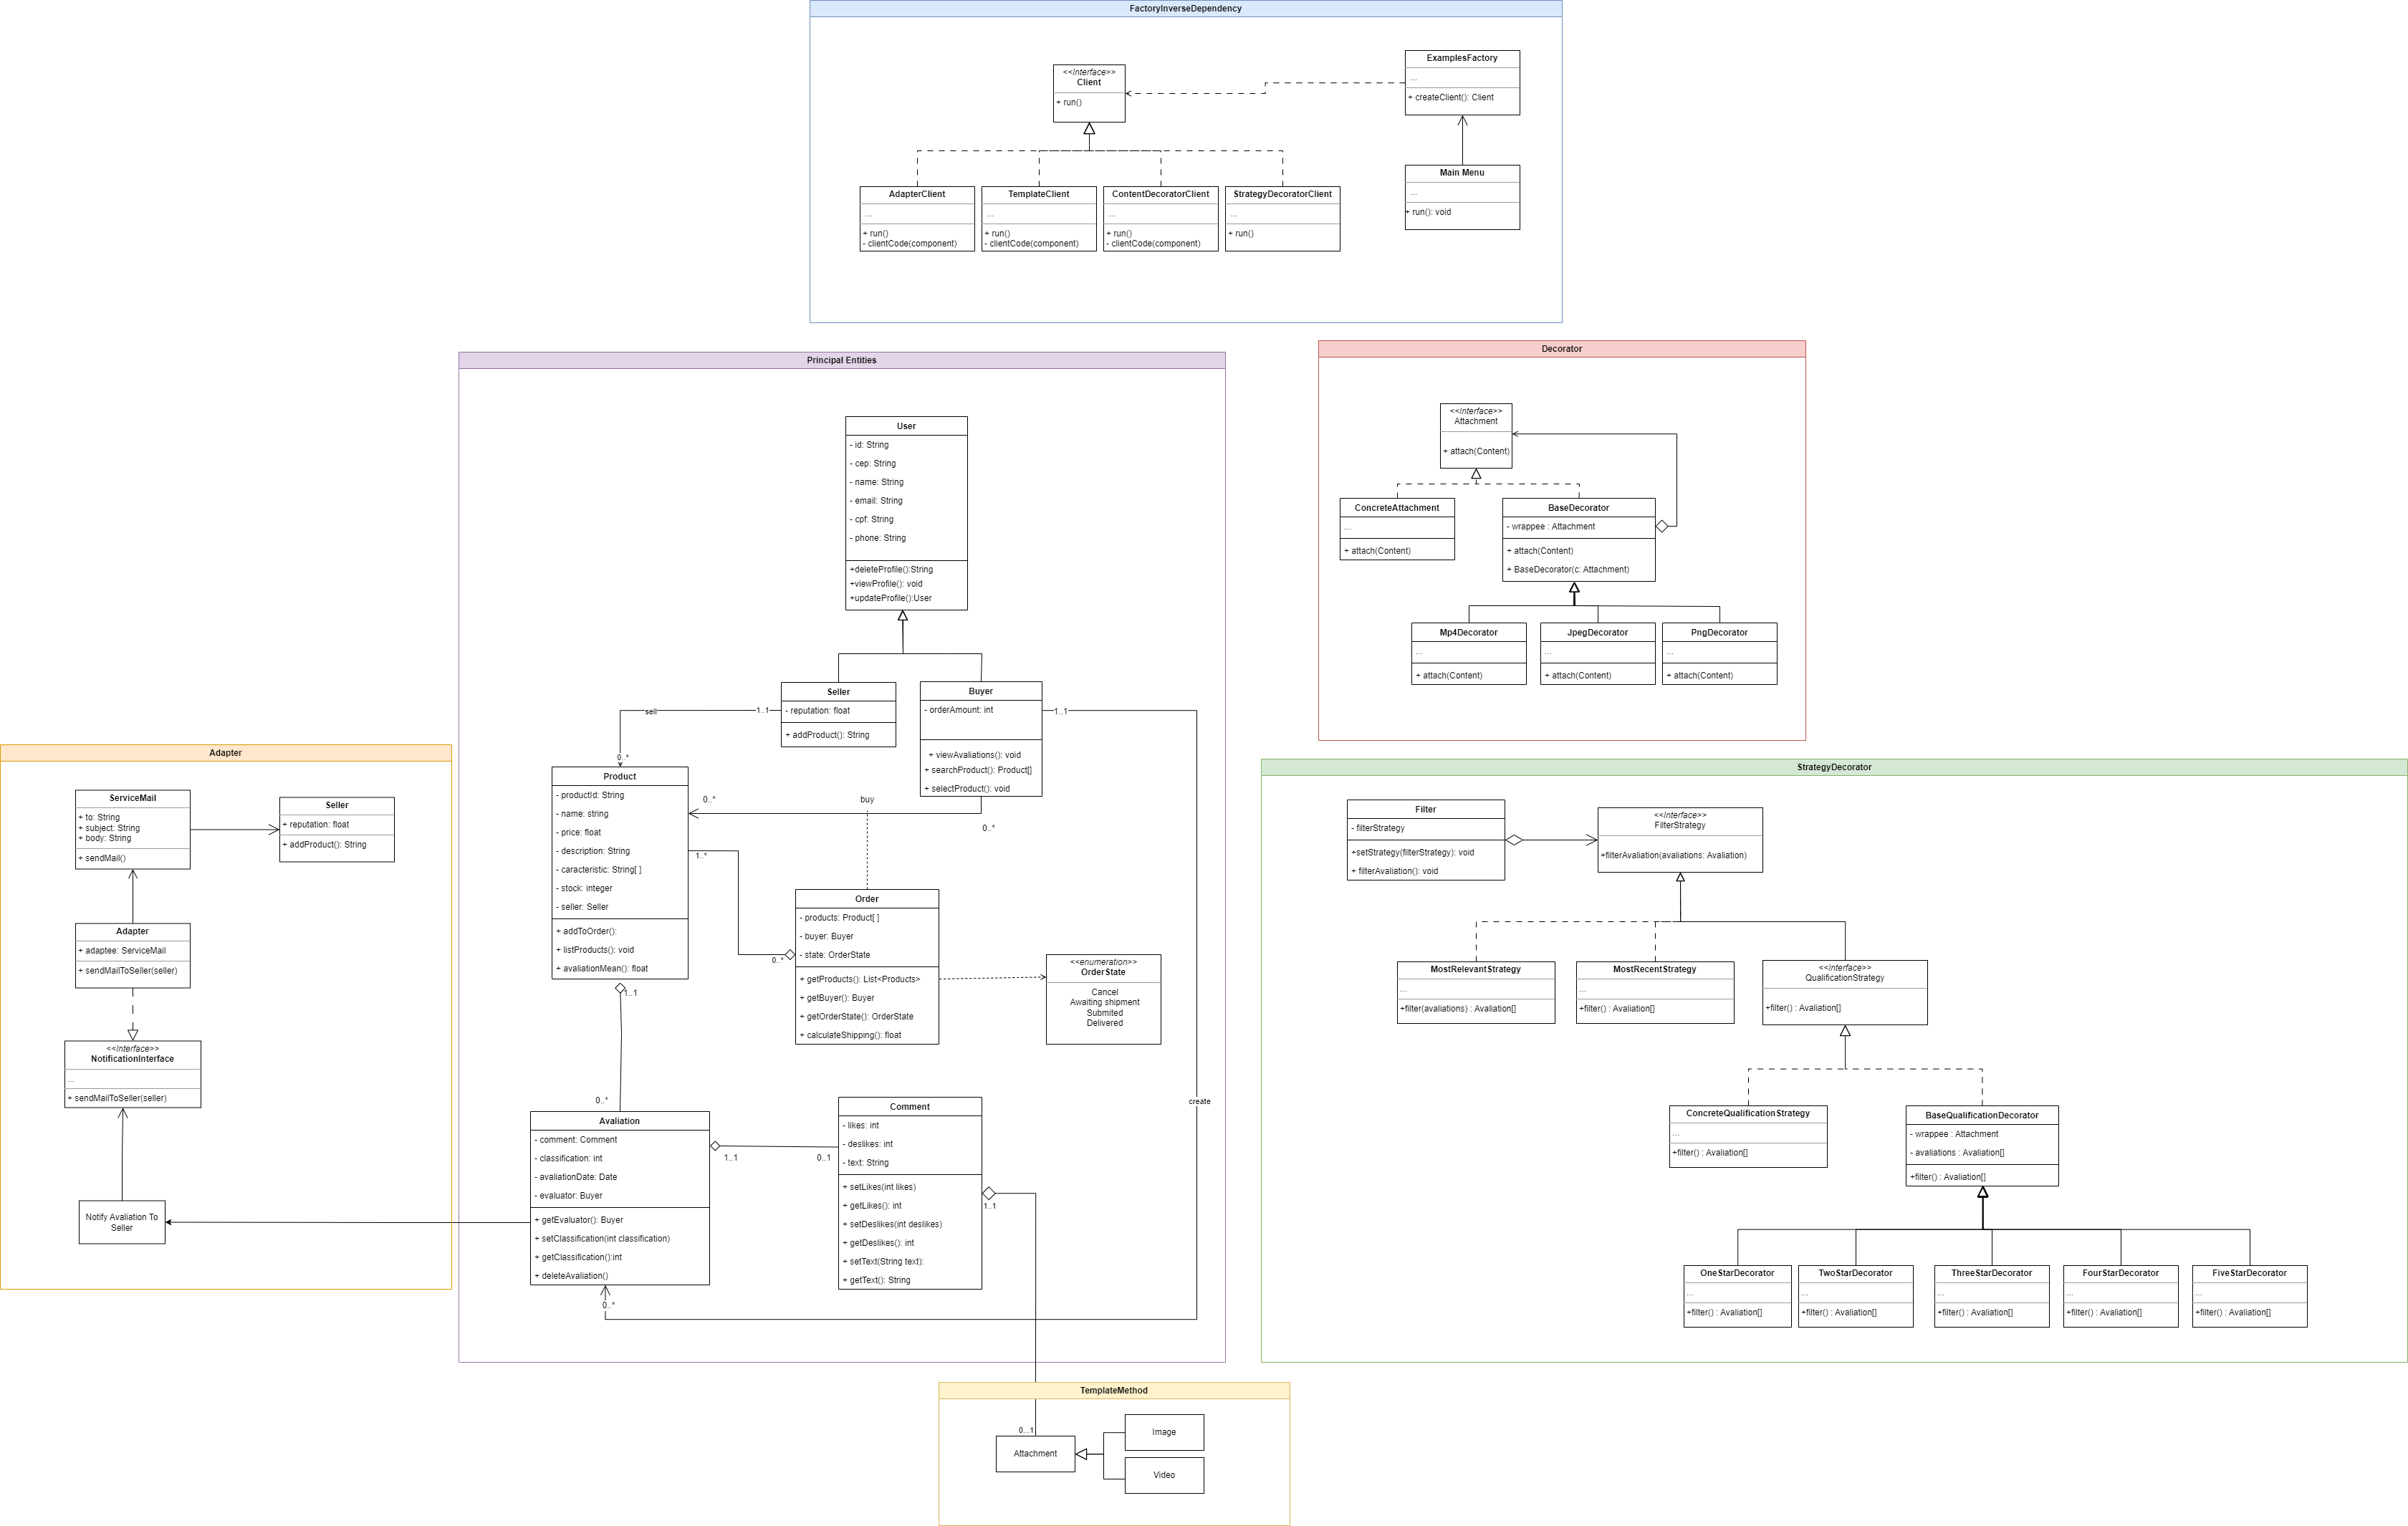 FactoryInverseDependency
<<Interface>>
Client
+ run()
ExamplesFactory
...
+ createClient(): Client
Main Menu
...
+ run(): void
AdapterClient
...
+ run()
- clientCode(component)
TemplateClient
...
+ run()
- clientCode(component)
ContentDecoratorClient
...
+ run()
- clientCode(component)
StrategyDecoratorClient
...
+ run()
Principal Entities
User
- id: String
- cep: String
- name: String
- email: String
- cpf: String
- phone: String
+deleteProfile():String
+viewProfile(): void
+updateProfile():User
Seller
- reputation: float
+ addProduct(): String
Buyer
- orderAmount: int
+ viewAvaliations(): void
+ searchProduct(): Product[]
+ selectProduct(): void
sell
1..1
0..*
1..1
Product
- productId: String
- name: string
- price: float
- description: String
- caracteristic: String[ ]
- stock: integer
- seller: Seller
+ addToOrder():
+ listProducts(): void
+ avaliationMean(): float
0..*
buy
0..*
1..*
0..*
Order
- products: Product[ ]
- buyer: Buyer
- state: OrderState
+ getProducts(): List<Products>
+ getBuyer(): Buyer
+ getOrderState(): OrderState
+ calculateShipping(): float
<<enumeration>>
OrderState
Cancel
Awaiting shipment
Submited
Delivered
1..1
0..*
create
Avaliation
- comment: Comment
- classification: int
- avaliationDate: Date
- evaluator: Buyer
+ getEvaluator(): Buyer
+ setClassification(int classification)
+ getClassification():int
+ deleteAvaliation()
0..*
1..1
0..1
Comment
- likes: int
- deslikes: int
- text: String
+ setLikes(int likes)
+ getLikes(): int
+ setDeslikes(int deslikes)
+ getDeslikes(): int
+ setText(String text):
+ getText(): String
1..1
Decorator
<<Interface>>
Attachment
+ attach(Content)
ConcreteAttachment
...
+ attach(Content)
BaseDecorator
- wrappee : Attachment
+ attach(Content)
+ BaseDecorator(c: Attachment)
Mp4Decorator
...
+ attach(Content)
JpegDecorator
...
+ attach(Content)
PngDecorator
...
+ attach(Content)
Adapter
ServiceMail
+ to: String
+ subject: String
+ body: String
+ sendMail()
Seller
+ reputation: float
+ addProduct(): String
Adapter
+ adaptee: ServiceMail
+ sendMailToSeller(seller)
<<Interface>>
NotificationInterface
...
+ sendMailToSeller(seller)
Notify Avaliation To
Seller
StrategyDecorator
Filter
- filterStrategy
+setStrategy(filterStrategy): void
+ filterAvaliation(): void
<<Interface>>
FilterStrategy
+filterAvaliation(avaliations: Avaliation)
MostRelevantStrategy
...
+filter(avaliations) : Avaliation[]
MostRecentStrategy
...
+filter() : Avaliation[]
<<Interface>>
QualificationStrategy
+filter() : Avaliation[]
ConcreteQualificationStrategy
...
+filter() : Avaliation[]
BaseQualificationDecorator
- wrappee : Attachment
- avaliations : Avaliation[]
+filter() : Avaliation[]
OneStarDecorator
...
+filter() : Avaliation[]
TwoStarDecorator
...
+filter() : Avaliation[]
ThreeStarDecorator
...
+filter() : Avaliation[]
FourStarDecorator
...
+filter() : Avaliation[]
FiveStarDecorator
...
+filter() : Avaliation[]
TemplateMethod
0...1
Attachment
Image
Video